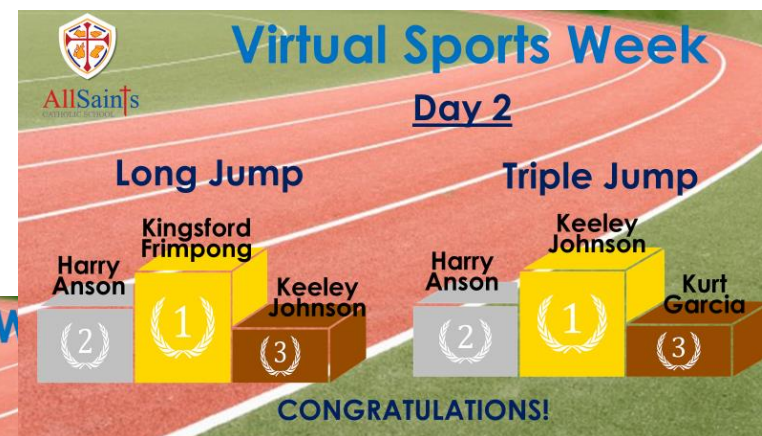 Virtual Sports Week
AllSaints
CATHOLIC SCHOOL
Day 2
Long Jump
Kingsford
Frimpong
Harry
Anson
Keeley
Johnson
1
2
3
Triple Jump
Keeley
Johnson
Harry
Anson
Kurt
Garcia
1
2
3
CONGRATULATIONS!